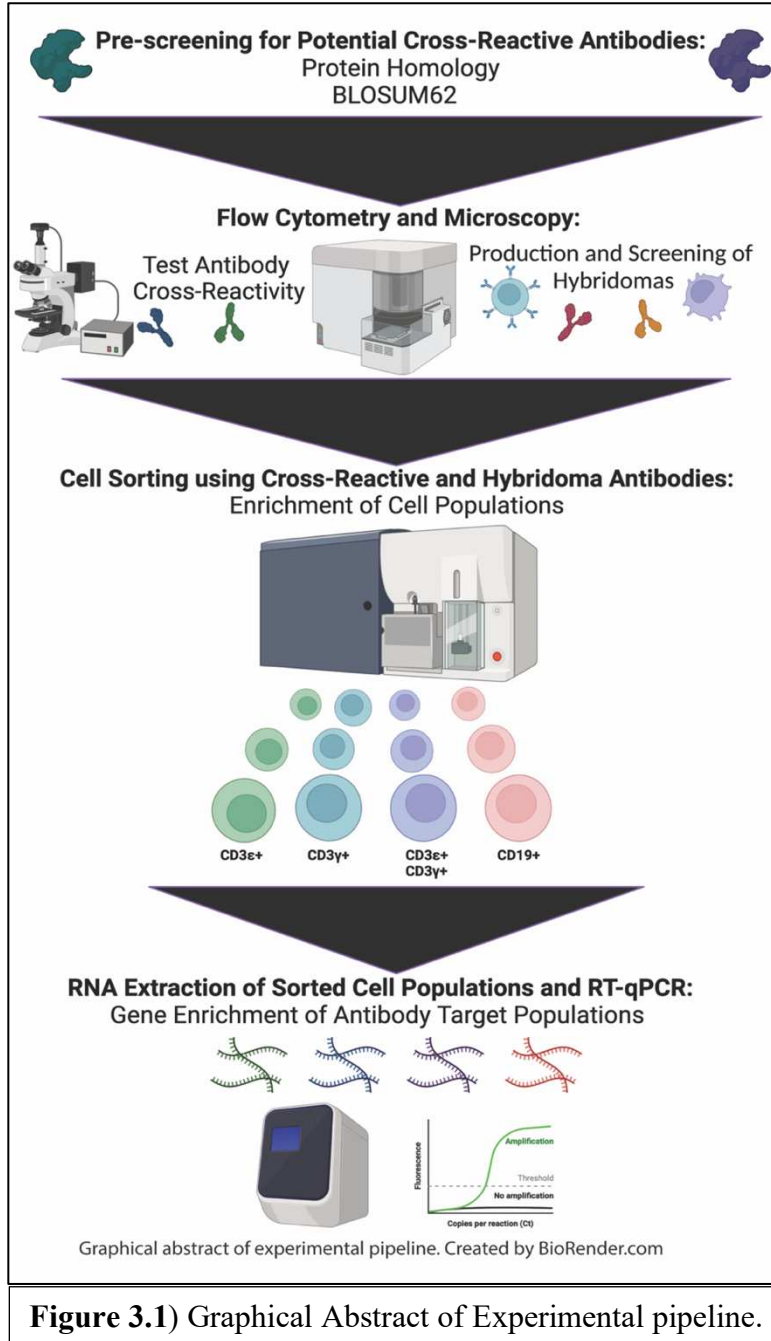 Pre-screening for Potential Cross-Reactive Antibodies:
Protein Homology
BLOSUM62
Flow Cytometry and Microscopy:
Test Antibody
Cross-Reactivity
Production and Screening of
Hybridomas
Cell Sorting using Cross-Reactive and Hybridoma Antibodies:
Enrichment of Cell Populations
CD3ε+
CD3γ+
CD3ε+
CD3γ+
CD19+
RNA Extraction of Sorted Cell Populations and RT-qPCR:
Gene Enrichment of Antibody Target Populations
Fluorescence
Amplification
Threshold
No amplification
Copies per reaction (Ct)
Graphical abstract of experimental pipeline. Created by BioRender.com
Figure 3.1) Graphical Abstract of Experimental pipeline.